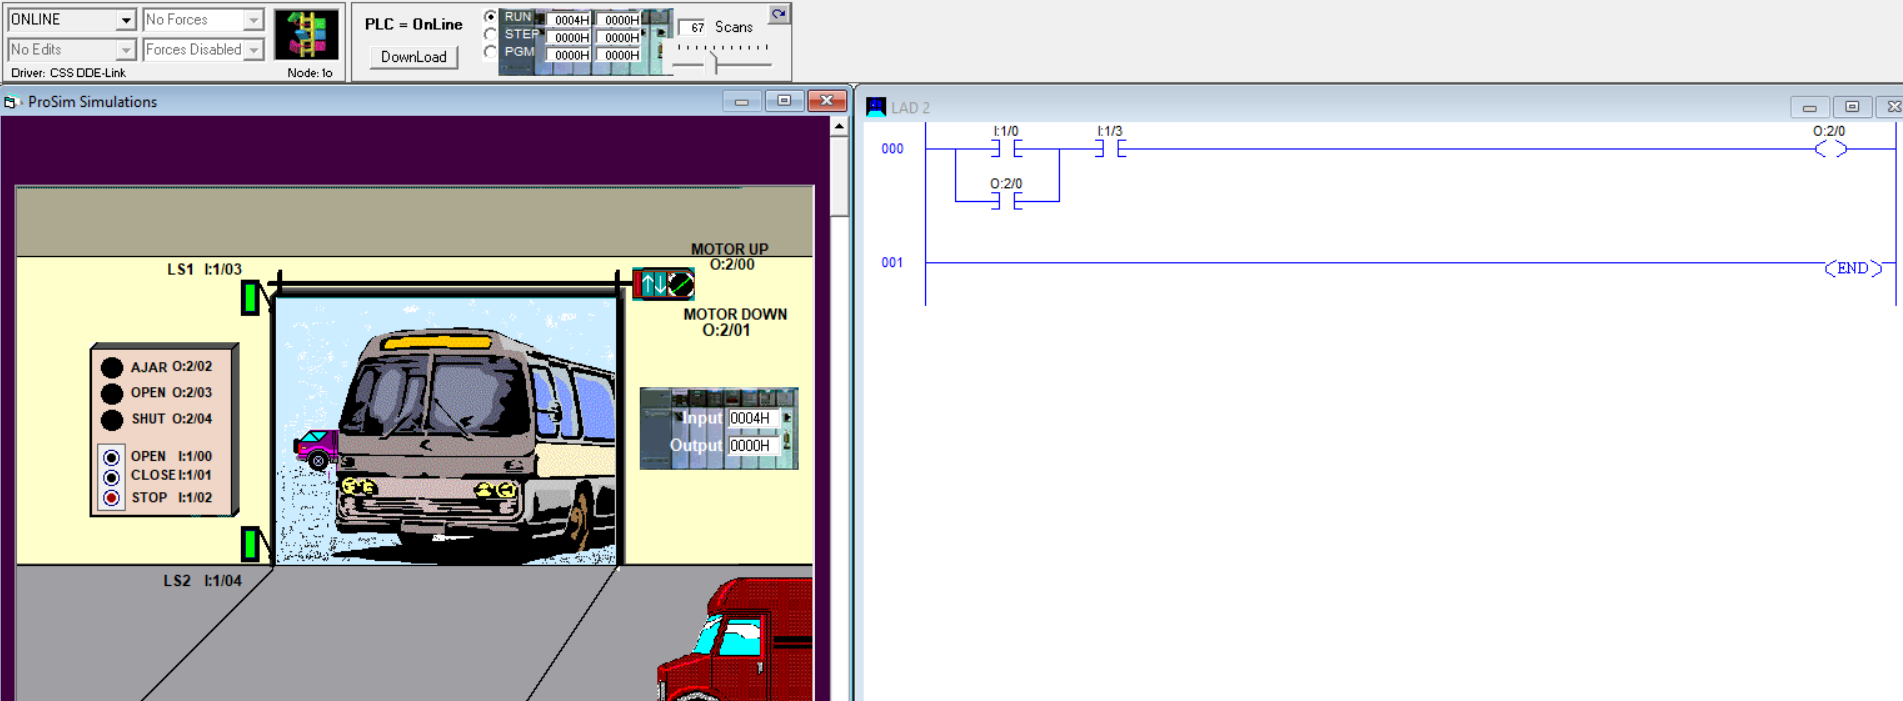 ONLINE
No Forces
No Edits
Forces Disabled
Driver: CSS DDE-Link
Node: 1o
PLC = OnLine
DownLoad
RUN
STEP
PGM
0004H 0000H
0000H 0000H
0000H 0000H
67 Scans
ProSim Simulations
MOTOR UP
O:2/00
LS1 I:1/03
MOTOR DOWN
O:2/01
AJAR O:2/02
OPEN O:2/03
SHUT O:2/04
OPEN I:1/00
CLOSE I:1/01
STOP I:1/02
Input 0004H
Output 0000H
LS2 I:1/04
LAD 2
I:1/0 I:1/3 O:2/0
000
O:2/0
001
END